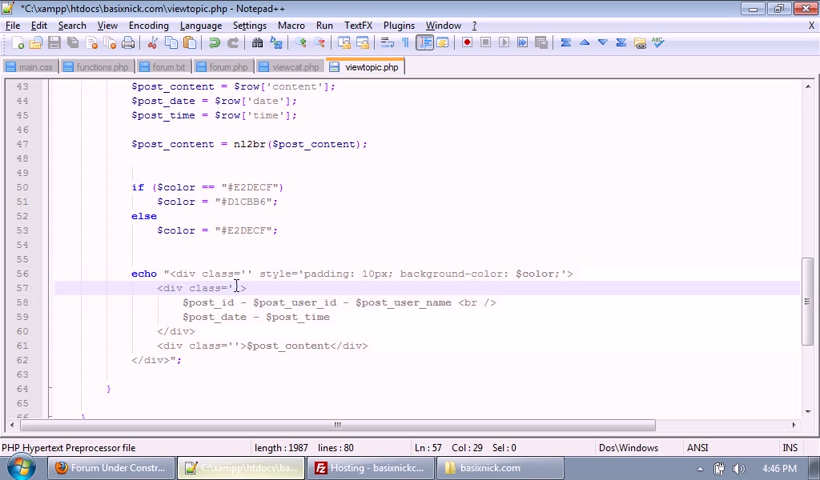 *C:\xampp\htdocs\basixnick.com\viewtopic.php - Notepad++
File Edit Search View Encoding Language Settings Macro Run TextFX Plugins Window ? X
main.css functions.php forum.txt forum.php viewcat.php viewtopic.php
43 $post_content = $row['content'];
44 $post_date = $row['date'];
45 $post_time = $row['time'];
46
47 $post_content = nl2br($post_content);
48
49
50 if ($color == "#E2DECF")
51 $color = "#D1CBB6";
52 else
53 $color = "#E2DECF";
54
55
56 echo "<div class='' style='padding: 10px; background-color: $color;'>
57 <div class=''>
58 $post_id - $post_user_id - $post_user_name <br />
59 $post_date - $post_time
60 </div>
61 <div class=''>$post_content</div>
62 </div>";
63
64 }
65
66 }
PHP Hypertext Preprocessor file length : 1987 lines : 80 Ln : 57 Col : 29 Sel : 0 Dos\Windows ANSI INS
Forum Under Constr... C:\xampp\htdocs\ba... Hosting - basixnickc... basixnick.com 4:46 PM